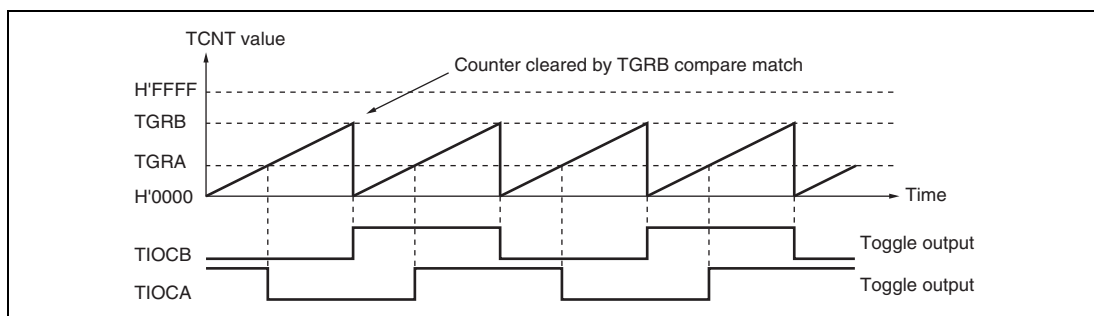 TCNT value
Counter cleared by TGRB compare match
H'FFFF
TGRB
TGRA
H'0000
Time
TIOCB
Toggle output
TIOCA
Toggle output